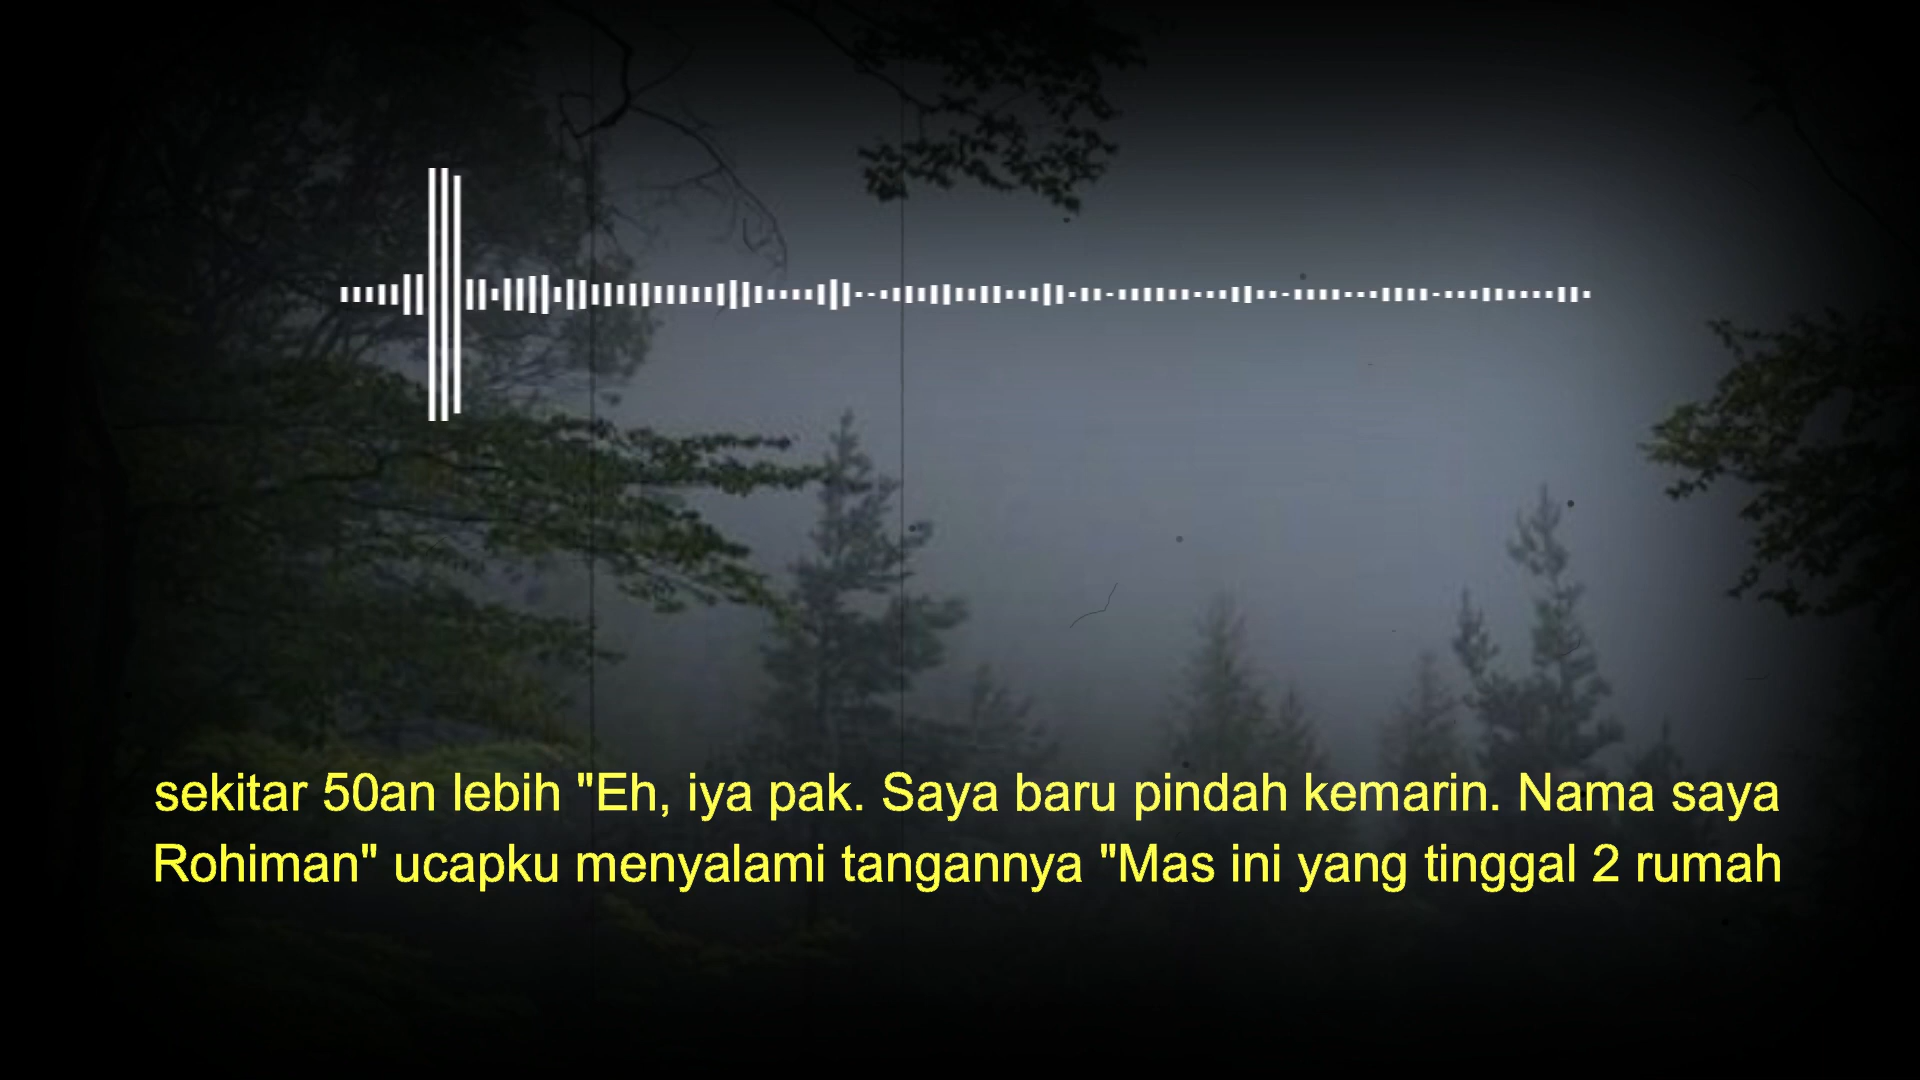 sekitar 50an lebih "Eh, iya pak. Saya baru pindah kemarin. Nama saya
Rohiman" ucapku menyalami tangannya "Mas ini yang tinggal 2 rumah